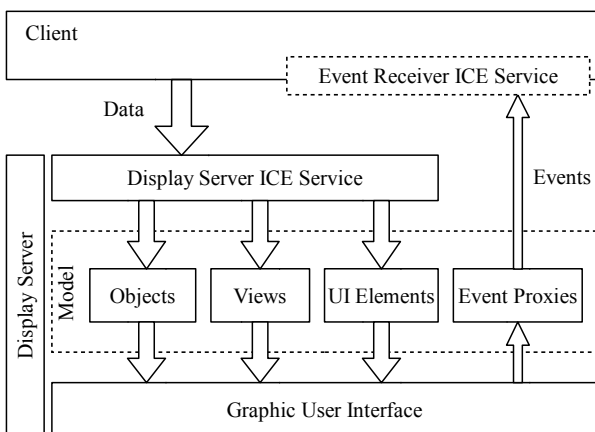 Client
Event Receiver ICE Service
Data
Display Server ICE Service
Events
Display Server
Model
Objects
Views
UI Elements
Event Proxies
Graphic User Interface